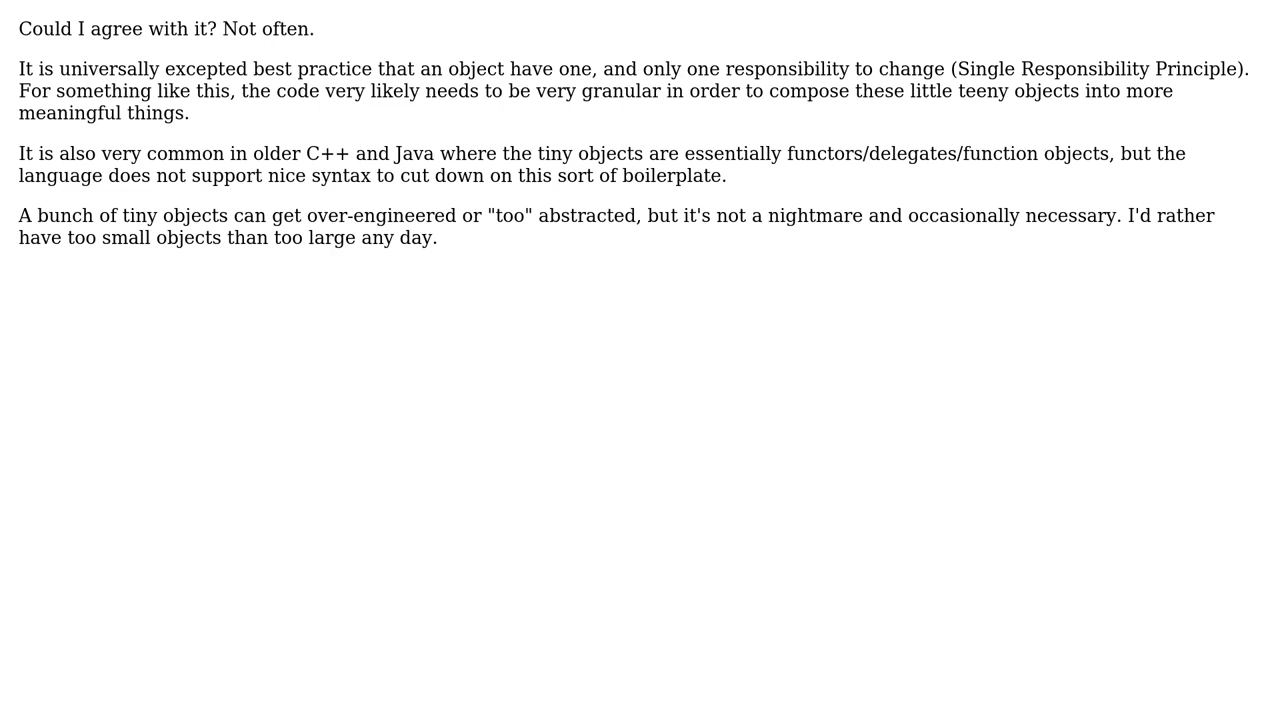 Could I agree with it? Not often.
It is universally excepted best practice that an object have one, and only one responsibility to change (Single Responsibility Principle).
For something like this, the code very likely needs to be very granular in order to compose these little teeny objects into more
meaningful things.
It is also very common in older C++ and Java where the tiny objects are essentially functors/delegates/function objects, but the
language does not support nice syntax to cut down on this sort of boilerplate.
A bunch of tiny objects can get over-engineered or "too" abstracted, but it's not a nightmare and occasionally necessary. I'd rather
have too small objects than too large any day.